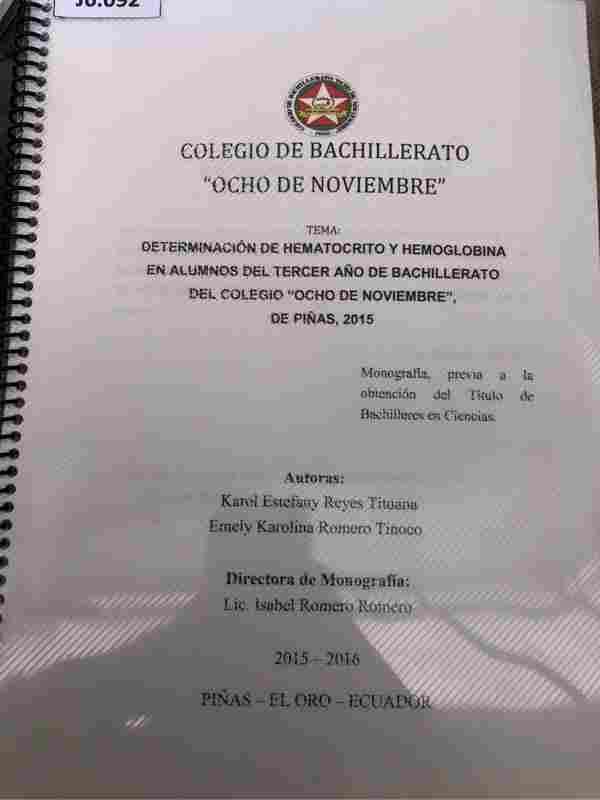 J6.092
COLEGIO DE BACHILLERATO
“OCHO DE NOVIEMBRE”
TEMA:
DETERMINACIÓN DE HEMATOCRITO Y HEMOGLOBINA
EN ALUMNOS DEL TERCER AÑO DE BACHILLERATO
DEL COLEGIO “OCHO DE NOVIEMBRE”,
DE PIÑAS, 2015
Monografía, previa a la
obtención del Título de
Bachilleres en Ciencias.
Autoras:
Karol Estefany Reyes Tituana
Emely Karolina Romero Tinoco
Directora de Monografía:
Lic. Isabel Romero Romero
2015 – 2016
PIÑAS – EL ORO – ECUADOR